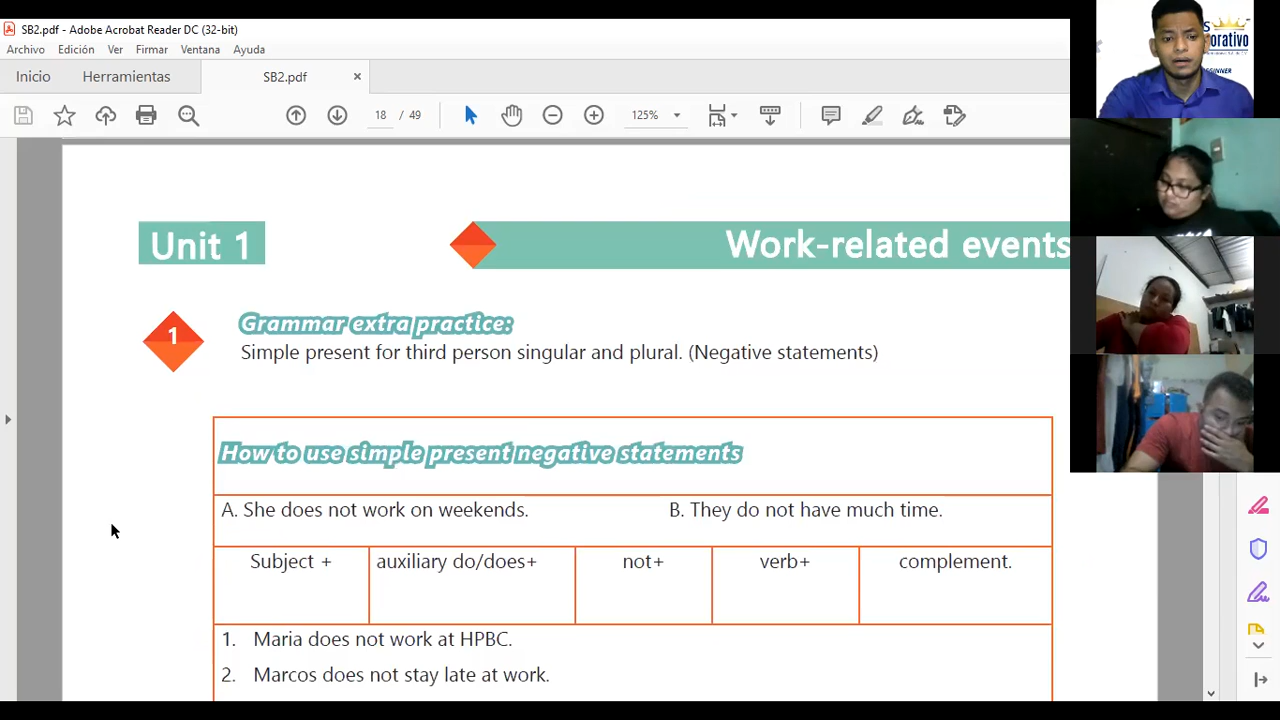 SB2.pdf - Adobe Acrobat Reader DC (32-bit)
Archivo Edición Ver Firmar Ventana Ayuda
Inicio Herramientas SB2.pdf ×
18 / 49 125%
orativo
Unit 1 Work-related events
1 Grammar extra practice:
Simple present for third person singular and plural. (Negative statements)
How to use simple present negative statements
A. She does not work on weekends. B. They do not have much time.
Subject + auxiliary do/does+ not+ verb+ complement.
1. Maria does not work at HPBC.
2. Marcos does not stay late at work.